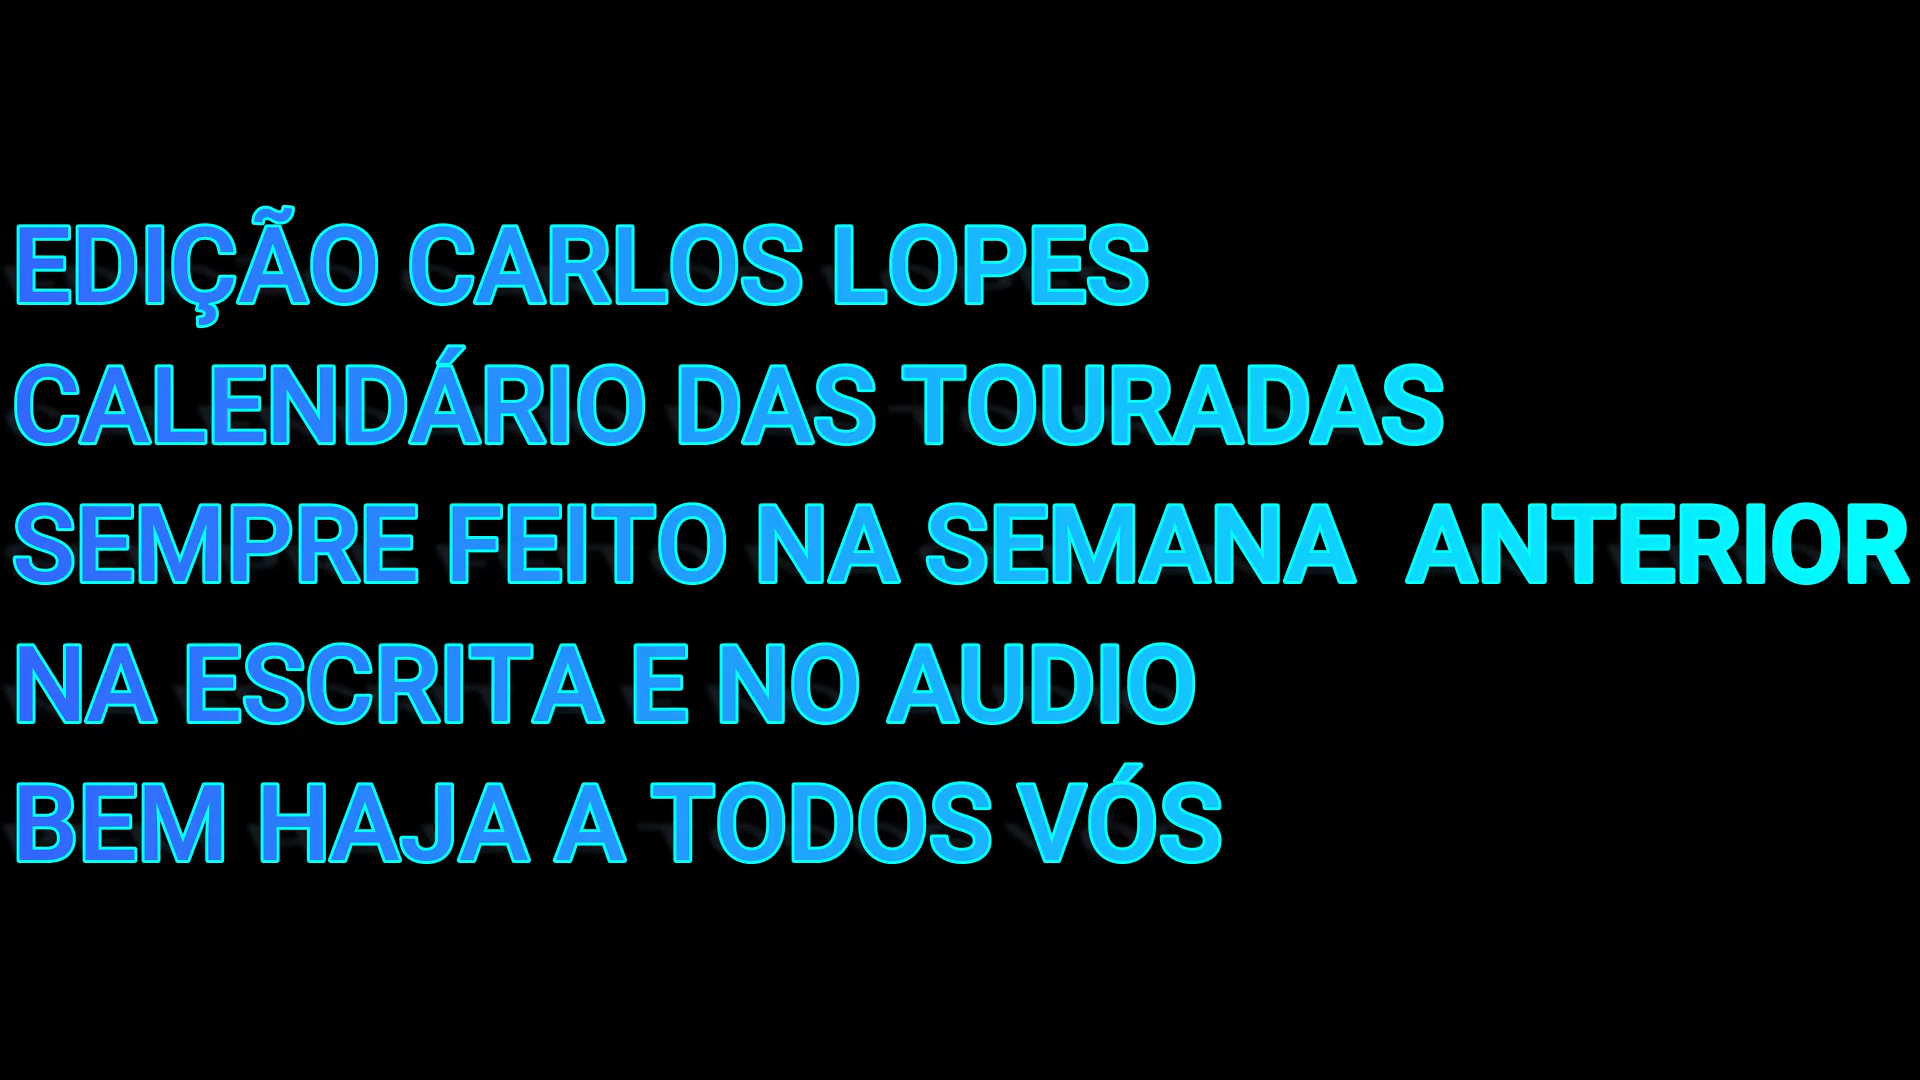 EDIÇÃO CARLOS LOPES
CALENDÁRIO DAS TOURADAS
SEMPRE FEITO NA SEMANA  ANTERIOR
NA ESCRITA E NO AUDIO
BEM HAJA A TODOS VÓS